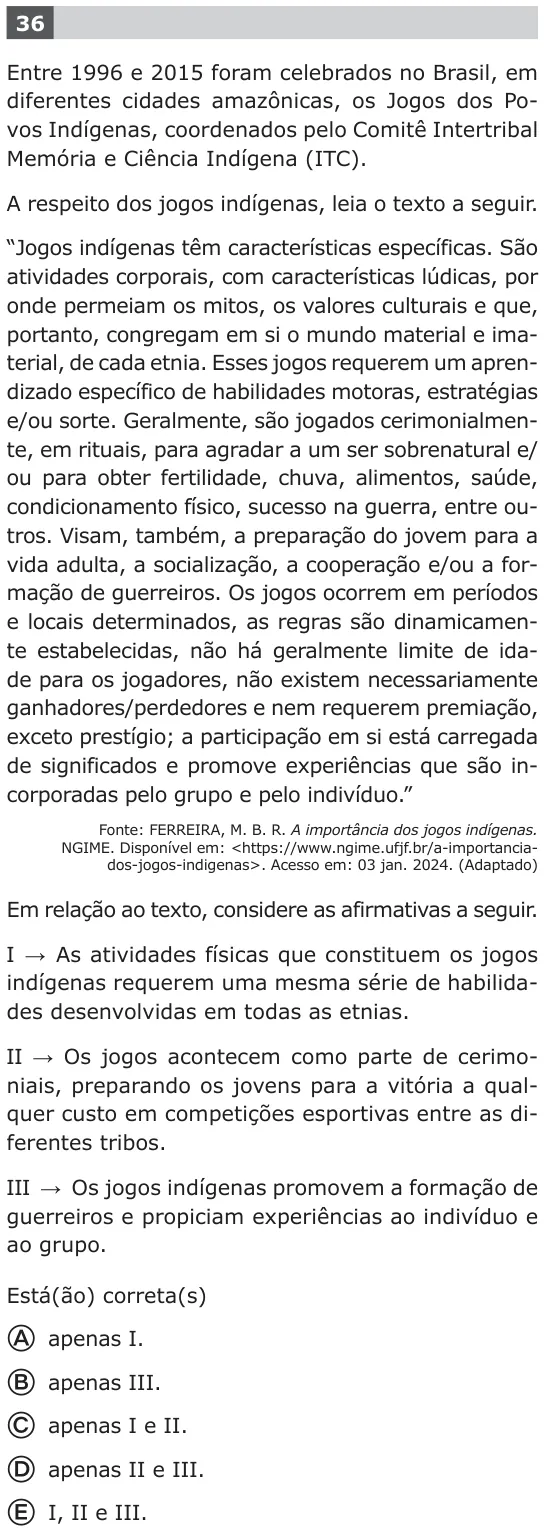 36
Entre 1996 e 2015 foram celebrados no Brasil, em
diferentes cidades amazônicas, os Jogos dos Po-
vos Indígenas, coordenados pelo Comitê Intertribal
Memória e Ciência Indígena (ITC).
A respeito dos jogos indígenas, leia o texto a seguir.
“Jogos indígenas têm características específicas. São
atividades corporais, com características lúdicas, por
onde permeiam os mitos, os valores culturais e que,
portanto, congregam em si o mundo material e ima-
terial, de cada etnia. Esses jogos requerem um apren-
dizado específico de habilidades motoras, estratégias
e/ou sorte. Geralmente, são jogados cerimonialmen-
te, em rituais, para agradar a um ser sobrenatural e/
ou para obter fertilidade, chuva, alimentos, saúde,
condicionamento físico, sucesso na guerra, entre ou-
tros. Visam, também, a preparação do jovem para a
vida adulta, a socialização, a cooperação e/ou a for-
mação de guerreiros. Os jogos ocorrem em períodos
e locais determinados, as regras são dinamicamen-
te estabelecidas, não há geralmente limite de ida-
de para os jogadores, não existem necessariamente
ganhadores/perdedores e nem requerem premiação,
exceto prestígio; a participação em si está carregada
de significados e promove experiências que são in-
corporadas pelo grupo e pelo indivíduo.”
Fonte: FERREIRA, M. B. R. A importância dos jogos indígenas.
NGIME. Disponível em: <https://www.ngime.ufjf.br/a-importancia-
dos-jogos-indigenas>. Acesso em: 03 jan. 2024. (Adaptado)
Em relação ao texto, considere as afirmativas a seguir.
I → As atividades físicas que constituem os jogos
indígenas requerem uma mesma série de habilida-
des desenvolvidas em todas as etnias.
II → Os jogos acontecem como parte de cerimo-
niais, preparando os jovens para a vitória a qual-
quer custo em competições esportivas entre as di-
ferentes tribos.
III → Os jogos indígenas promovem a formação de
guerreiros e propiciam experiências ao indivíduo e
ao grupo.
Está(ão) correta(s)
A apenas I.
B apenas III.
C apenas I e II.
D apenas II e III.
E I, II e III.